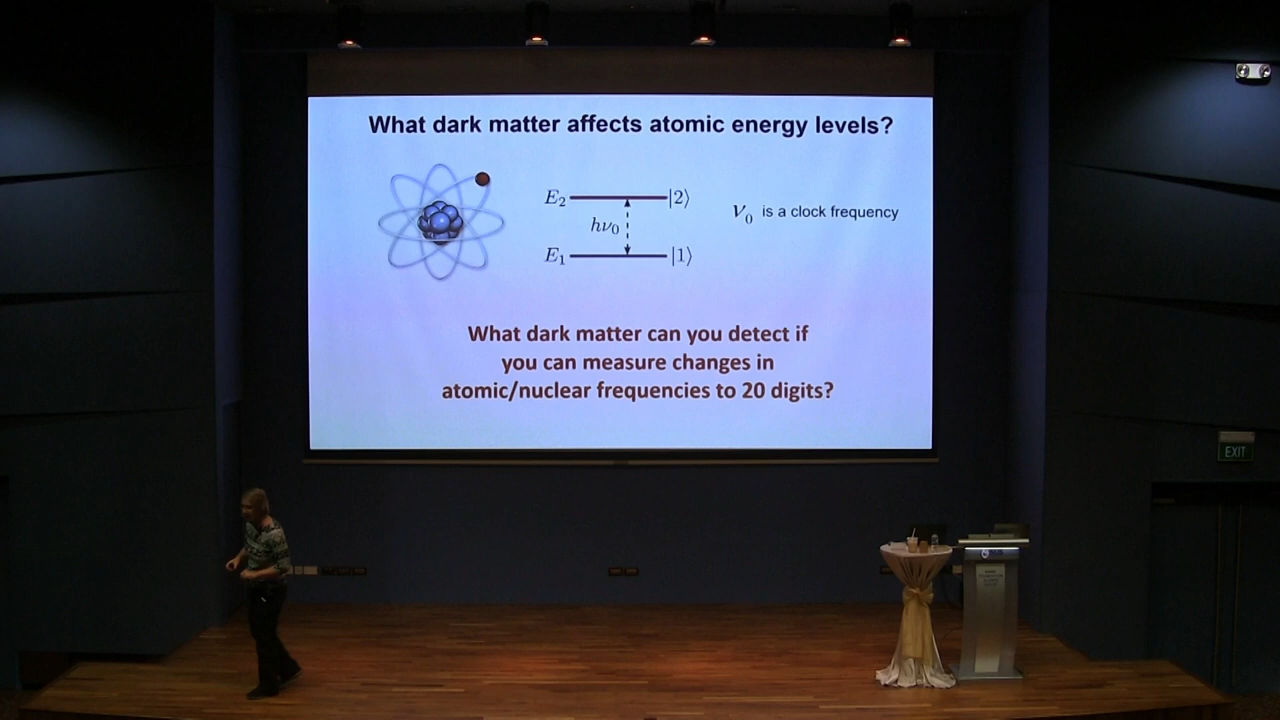 What dark matter affects atomic energy levels?
E₂ |2⟩
hν₀
ν₀ is a clock frequency
E₁ |1⟩
What dark matter can you detect if
you can measure changes in
atomic/nuclear frequencies to 20 digits?
EXIT